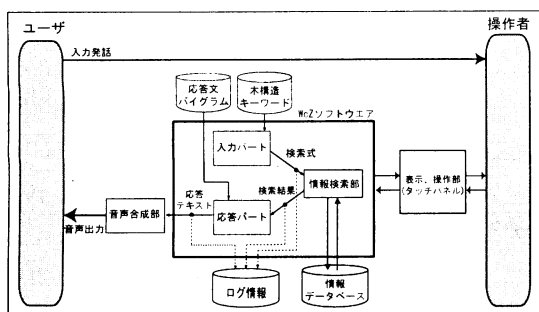 ユーザ
操作者
入力発話
応答文
バイグラム
木構造
キーワード
WoZソフトウエア
入力パート
検索式
情報検索部
検索結果
応答
テキスト
応答パート
表示、操作部
(タッチパネル)
音声合成部
音声出力
ログ情報
情報
データベース